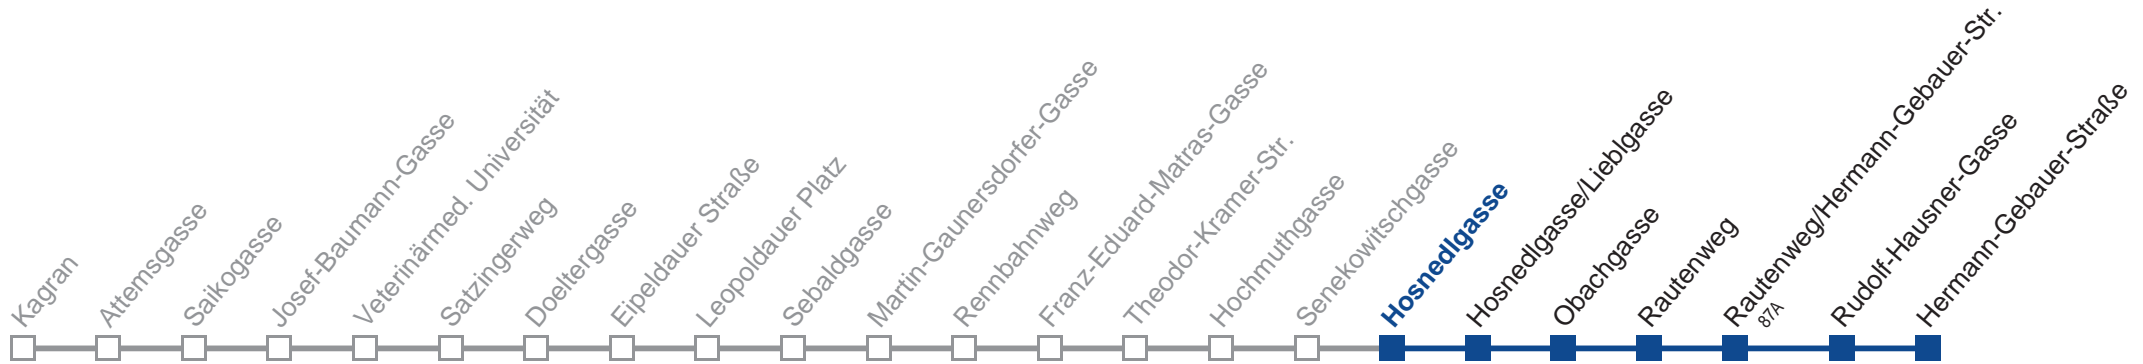 Kagran
Attemsgasse
Saikogasse
Josef-Baumann-Gasse
Veterinärmed. Universität
Satzingerweg
Doeltergasse
Eipeldauer Straße
Leopoldauer Platz
Sebaldgasse
Martin-Gaunersdorfer-Gasse
Rennbahnweg
Franz-Eduard-Matras-Gasse
Theodor-Kramer-Str.
Hochmuthgasse
Senekowitschgasse
Hosnedlgasse
Hosnedlgasse/Lieblgasse
Obachgasse
Rautenweg
Rautenweg/Hermann-Gebauer-Str.
87A
Rudolf-Hausner-Gasse
Hermann-Gebauer-Straße